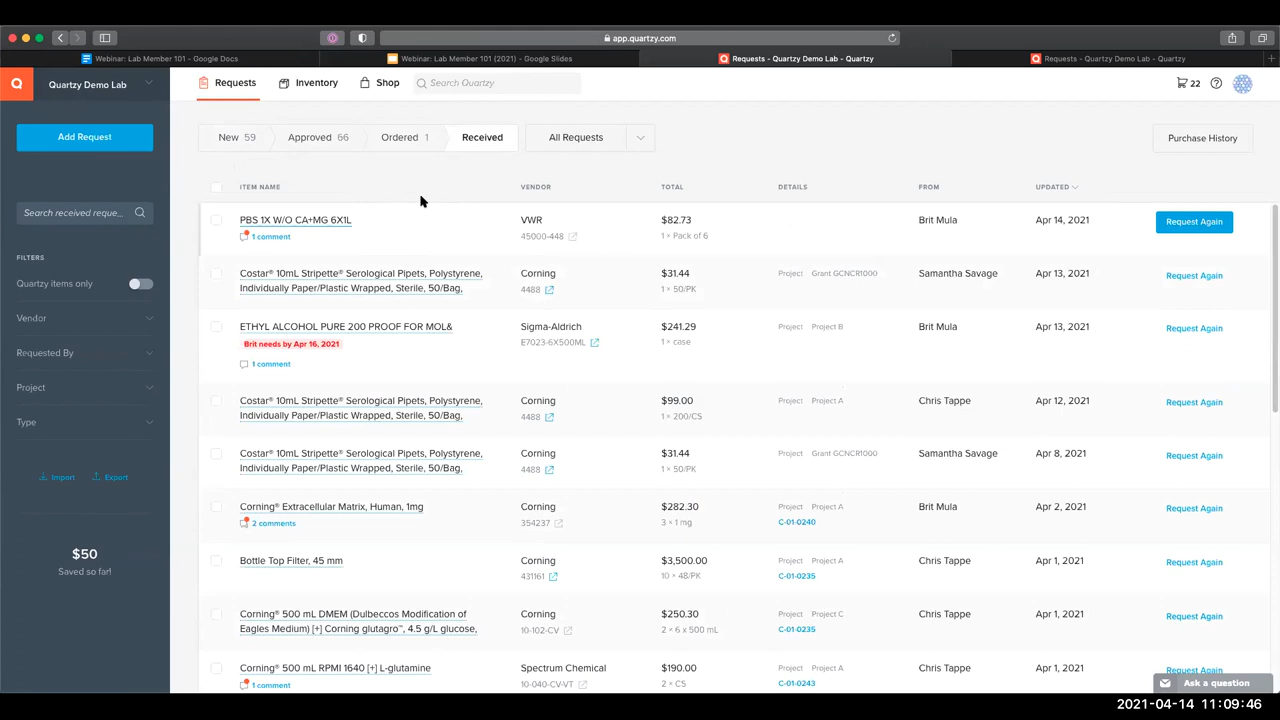 app.quartzy.com
Webinar: Lab Member 101 - Google Docs
Webinar: Lab Member 101 (2021) - Google Slides
Requests - Quartzy Demo Lab - Quartzy
Requests - Quartzy Demo Lab - Quartzy
Quartzy Demo Lab
Requests
Inventory
Shop
Search Quartzy
22
Add Request
New 59
Approved 66
Ordered 1
Received
All Requests
Purchase History
Search received reque...
FILTERS
Quartzy items only
Vendor
Requested By
Project
Type
Import
Export
$50
Saved so far!
ITEM NAME VENDOR TOTAL DETAILS FROM UPDATED
PBS 1X W/O CA+MG 6X1L VWR $82.73 Brit Mula Apr 14, 2021 Request Again
1 comment 45000-448 1 × Pack of 6
Costar® 10mL Stripette® Serological Pipets, Polystyrene, Corning $31.44 Project Grant GCNCR1000 Samantha Savage Apr 13, 2021 Request Again
Individually Paper/Plastic Wrapped, Sterile, 50/Bag, 4488 1 × 50/PK
ETHYL ALCOHOL PURE 200 PROOF FOR MOL& Sigma-Aldrich $241.29 Project Project B Brit Mula Apr 13, 2021 Request Again
Brit needs by Apr 16, 2021 E7023-6X500ML 1 × case
1 comment
Costar® 10mL Stripette® Serological Pipets, Polystyrene, Corning $99.00 Project Project A Chris Tappe Apr 12, 2021 Request Again
Individually Paper/Plastic Wrapped, Sterile, 50/Bag, 4488 1 × 200/CS
Costar® 10mL Stripette® Serological Pipets, Polystyrene, Corning $31.44 Project Grant GCNCR1000 Samantha Savage Apr 8, 2021 Request Again
Individually Paper/Plastic Wrapped, Sterile, 50/Bag, 4488 1 × 50/PK
Corning® Extracellular Matrix, Human, 1mg Corning $282.30 Project Project A Brit Mula Apr 2, 2021 Request Again
2 comments 354237 3 × 1 mg C-01-0240
Bottle Top Filter, 45 mm Corning $3,500.00 Project Project A Chris Tappe Apr 1, 2021 Request Again
431161 10 × 48/PK C-01-0235
Corning® 500 mL DMEM (Dulbeccos Modification of Corning $250.30 Project Project C Chris Tappe Apr 1, 2021 Request Again
Eagles Medium) [+] Corning glutagro™, 4.5 g/L glucose, 10-102-CV 2 × 6 x 500 mL C-01-0235
Corning® 500 mL RPMI 1640 [+] L-glutamine Spectrum Chemical $190.00 Project Project A Chris Tappe Apr 1, 2021 Request Again
1 comment 10-040-CV-VT 2 × CS C-01-0243
Ask a question
2021-04-14 11:09:46